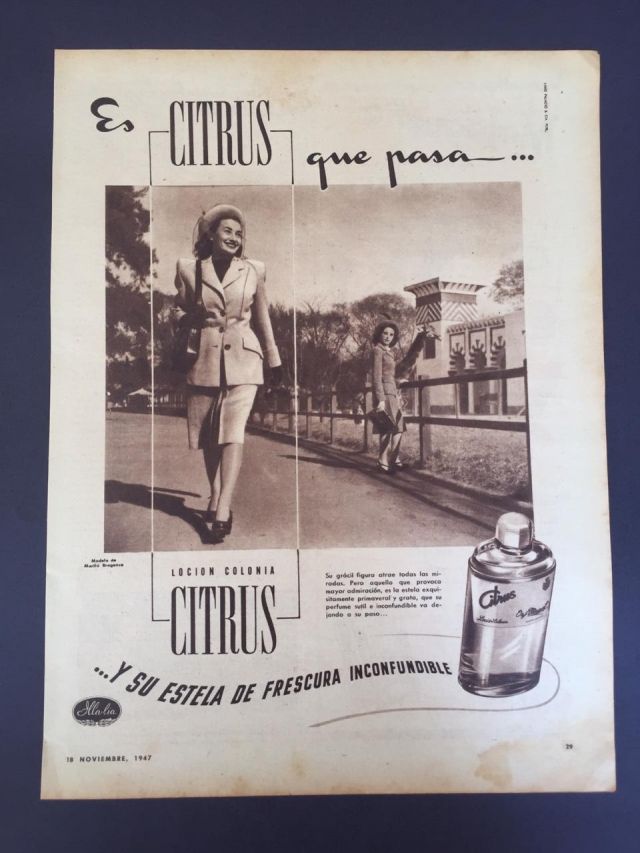 Es CITRUS que pasa...
Modelo de
Marilú Bragance
LOCION COLONIA
CITRUS
Su grácil figura atrae todas las mi-
radas. Pero aquello que provoca
mayor admiración, es la estela exqui-
sitamente primaveral y grata, que su
perfume sutil e inconfundible va de-
jando a su paso...
Citrus
...Y SU ESTELA DE FRESCURA INCONFUNDIBLE
18 NOVIEMBRE, 1947
29